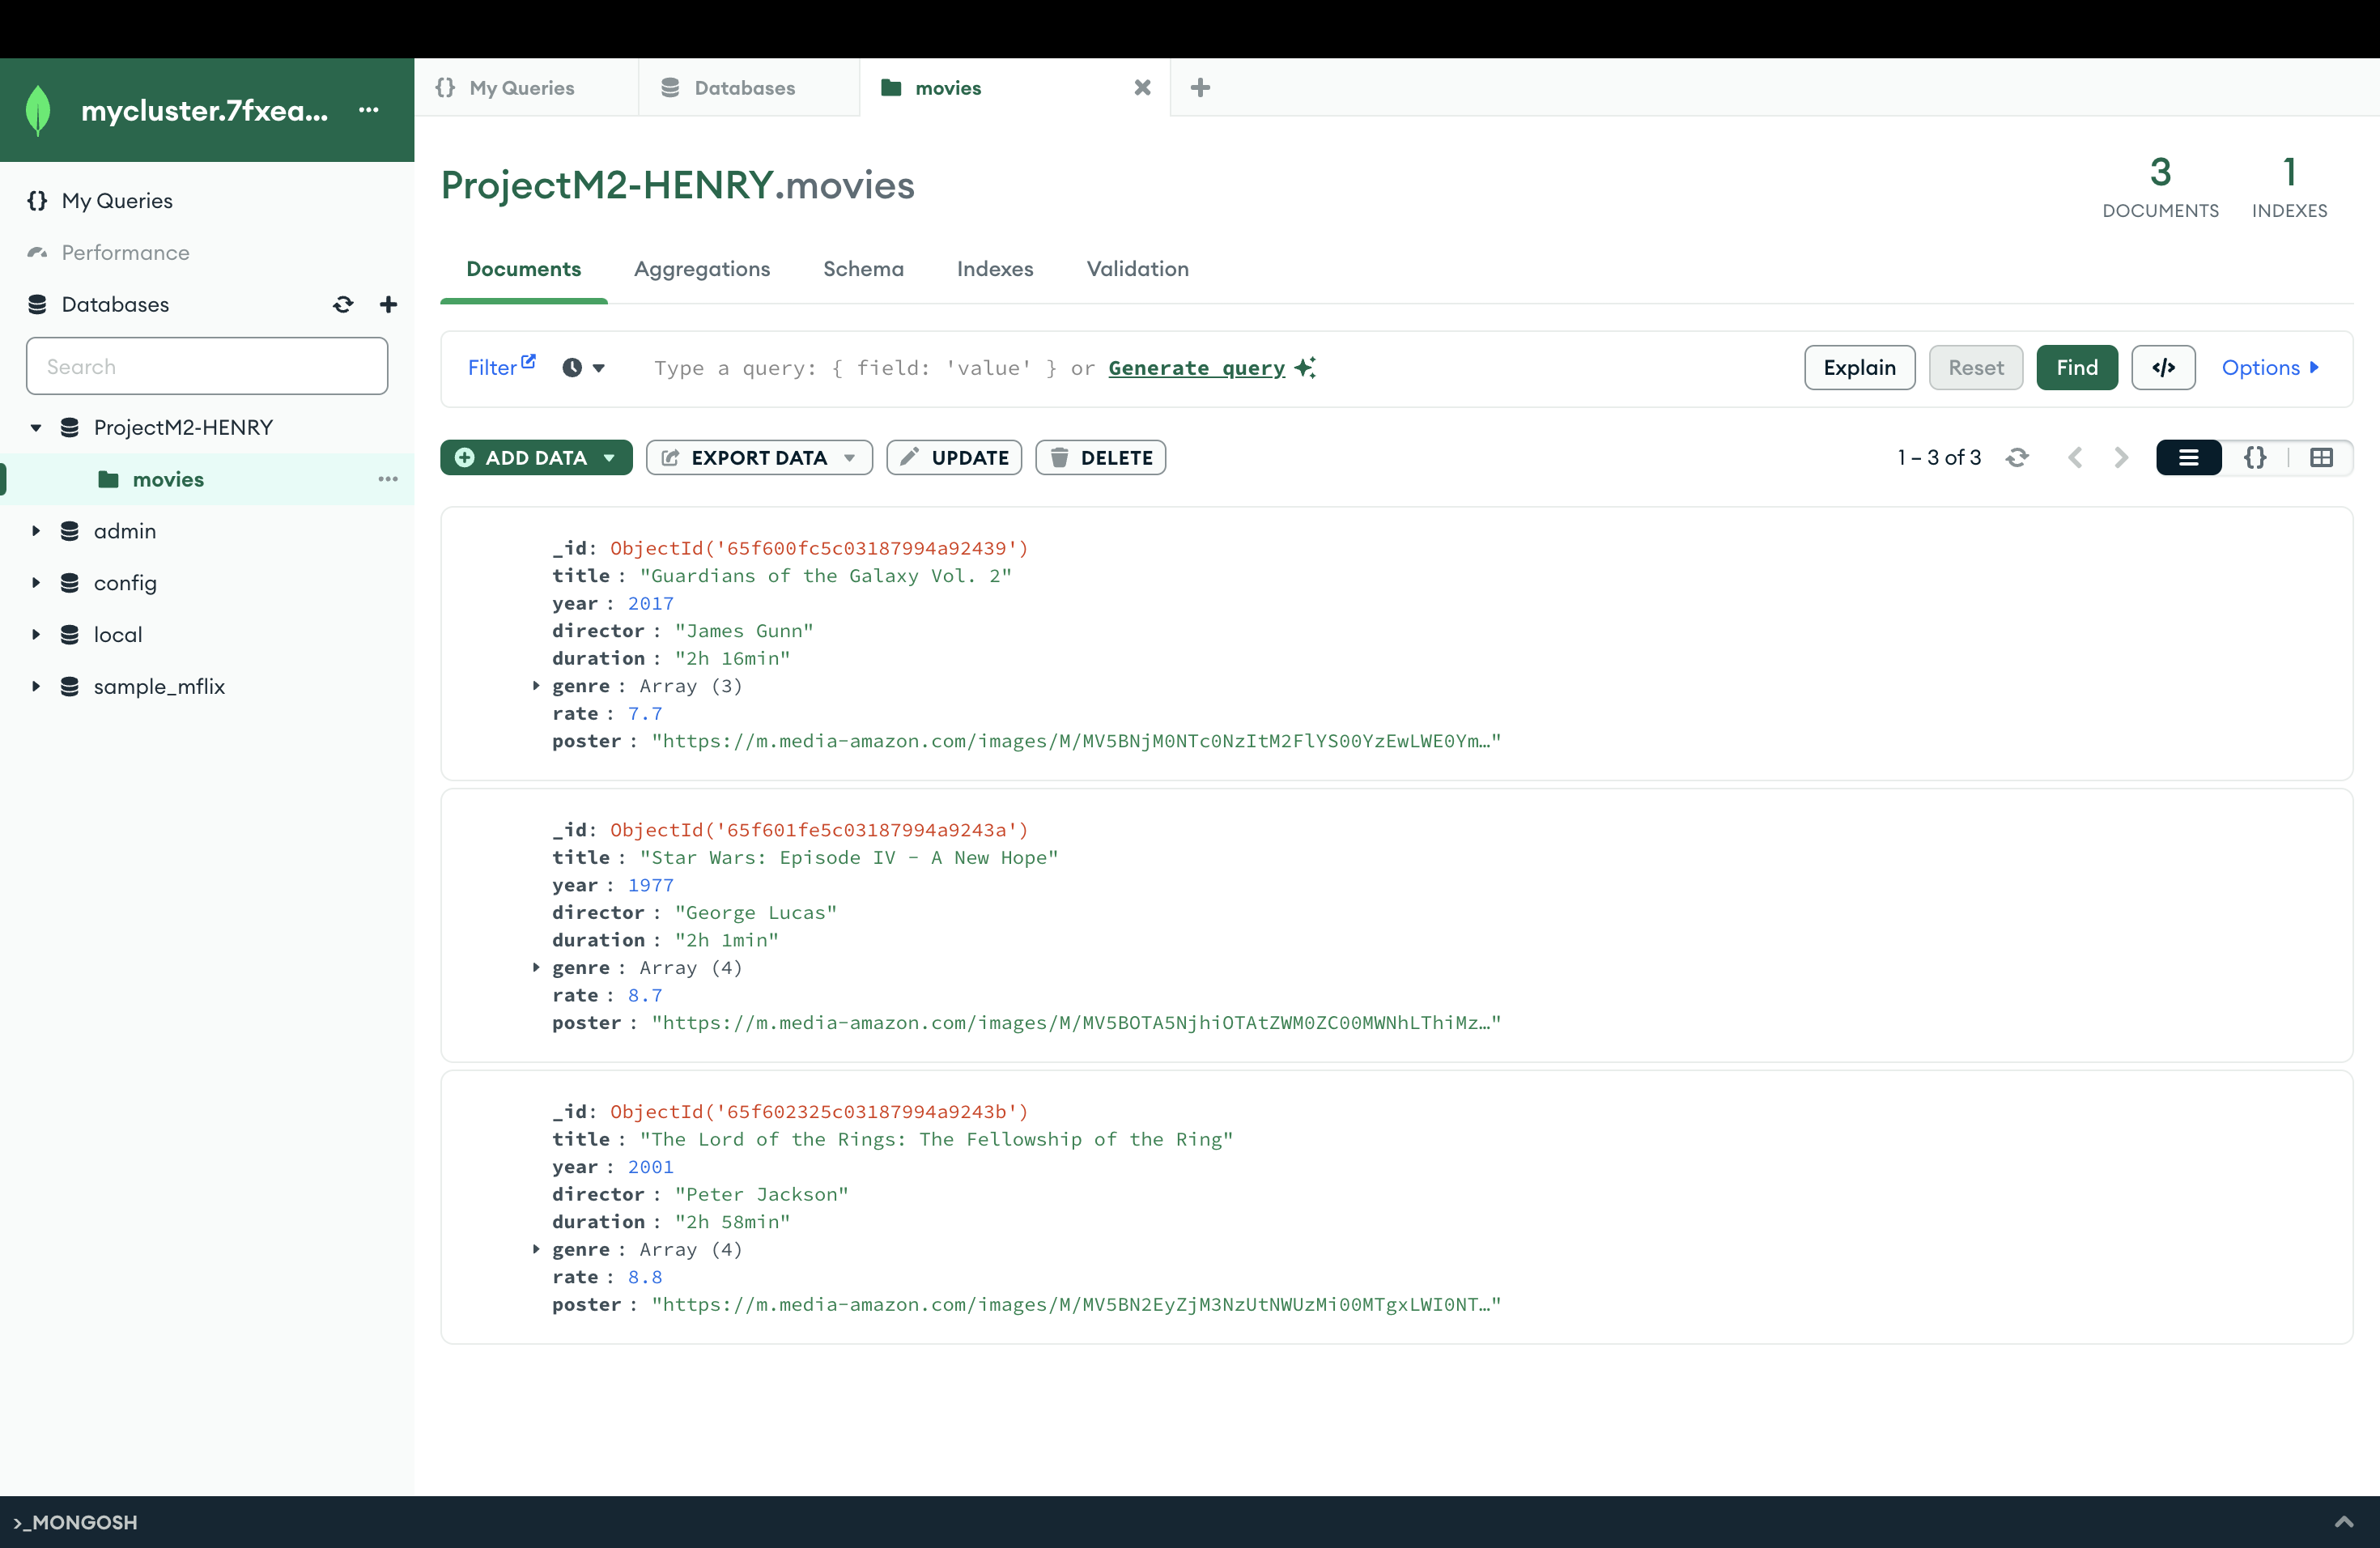 mycluster.7fxea...
My Queries
Performance
Databases
Search
ProjectM2-HENRY
movies
admin
config
local
sample_mflix
{} My Queries
Databases
movies
ProjectM2-HENRY.movies
3
DOCUMENTS
1
INDEXES
Documents Aggregations Schema Indexes Validation
Filter Type a query: { field: 'value' } or Generate query Explain Reset Find </> Options
ADD DATA EXPORT DATA UPDATE DELETE 1 – 3 of 3 {}
_id: ObjectId('65f600fc5c03187994a92439')
title : "Guardians of the Galaxy Vol. 2"
year : 2017
director : "James Gunn"
duration : "2h 16min"
genre : Array (3)
rate : 7.7
poster : "https://m.media-amazon.com/images/M/MV5BNjM0NTc0NzItM2FlYS00YzEwLWE0Ym…"
_id: ObjectId('65f601fe5c03187994a9243a')
title : "Star Wars: Episode IV - A New Hope"
year : 1977
director : "George Lucas"
duration : "2h 1min"
genre : Array (4)
rate : 8.7
poster : "https://m.media-amazon.com/images/M/MV5BOTA5NjhiOTAtZWM0ZC00MWNhLThiMz…"
_id: ObjectId('65f602325c03187994a9243b')
title : "The Lord of the Rings: The Fellowship of the Ring"
year : 2001
director : "Peter Jackson"
duration : "2h 58min"
genre : Array (4)
rate : 8.8
poster : "https://m.media-amazon.com/images/M/MV5BN2EyZjM3NzUtNWUzMi00MTgxLWI0NT…"
>_MONGOSH